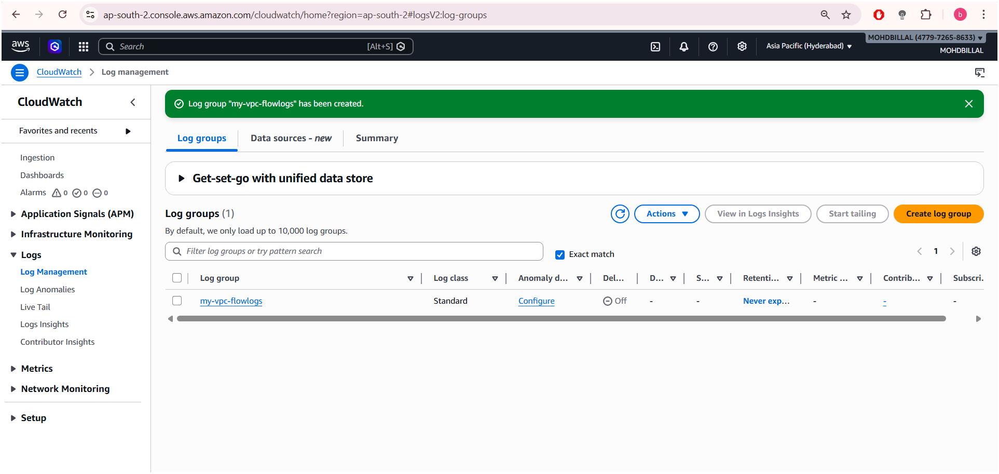 ap-south-2.console.aws.amazon.com/cloudwatch/home?region=ap-south-2#logsV2:log-groups
b
aws
Search
[Alt+S]
Asia Pacific (Hyderabad)
MOHDBILLAL (4779-7265-8633)
MOHDBILLAL
CloudWatch
Log management
CloudWatch
Favorites and recents
Ingestion
Dashboards
Alarms 0 0 0
Application Signals (APM)
Infrastructure Monitoring
Logs
Log Management
Log Anomalies
Live Tail
Logs Insights
Contributor Insights
Metrics
Network Monitoring
Setup
Log group "my-vpc-flowlogs" has been created.
Log groups
Data sources - new
Summary
Get-set-go with unified data store
Log groups (1)
By default, we only load up to 10,000 log groups.
Actions
View in Logs Insights
Start tailing
Create log group
Filter log groups or try pattern search
Exact match
1
Log group Log class Anomaly d... Del... D... S... Retenti... Metric ... Contrib... Subscri.
my-vpc-flowlogs Standard Configure Off - - Never exp... - - -